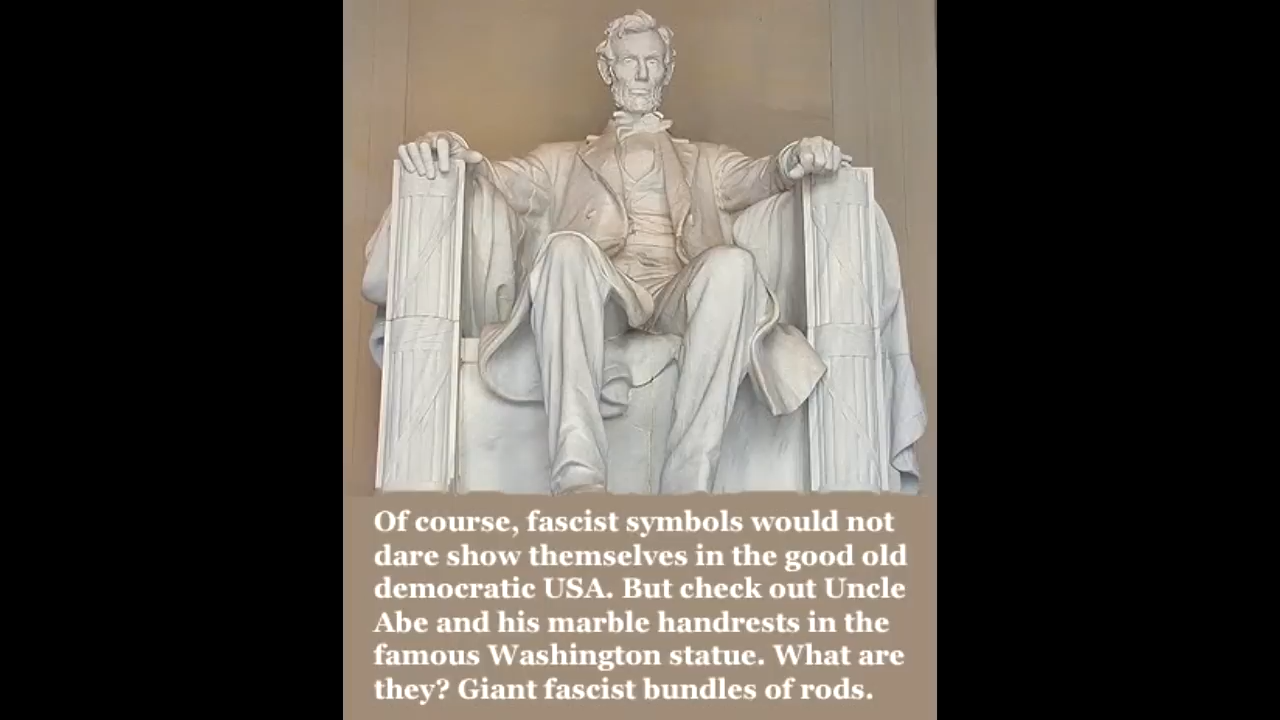 Of course, fascist symbols would not
dare show themselves in the good old
democratic USA. But check out Uncle
Abe and his marble handrests in the
famous Washington statue. What are
they? Giant fascist bundles of rods.